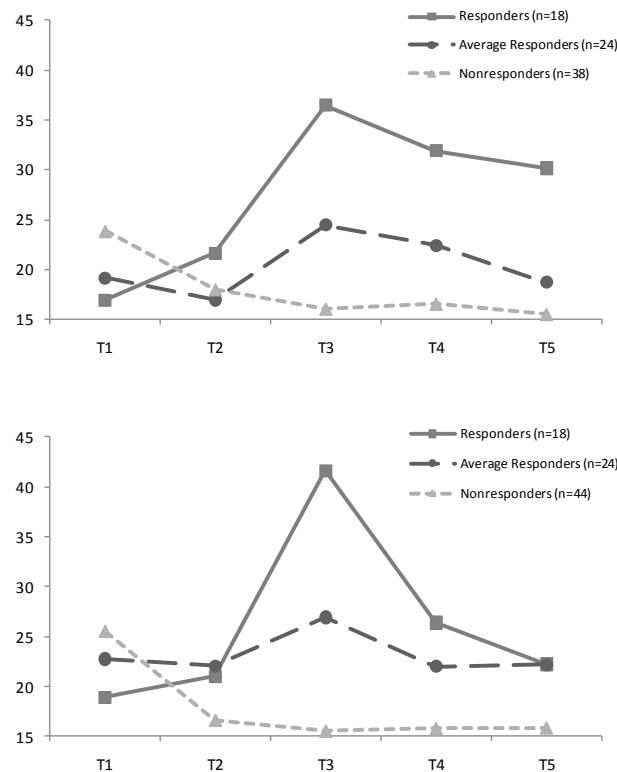 45
40
35
30
25
20
15
T1 T2 T3 T4 T5
Responders (n=18)
Average Responders (n=24)
Nonresponders (n=38)
45
40
35
30
25
20
15
T1 T2 T3 T4 T5
Responders (n=18)
Average Responders (n=24)
Nonresponders (n=44)